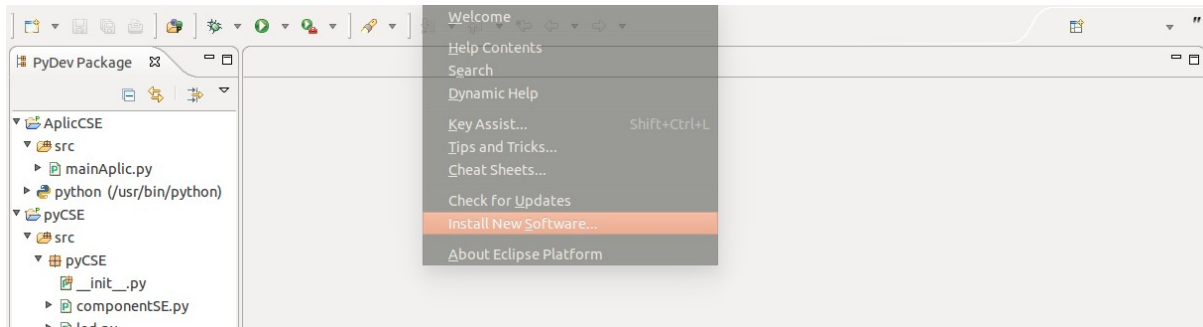 Welcome
PyDev Package
Help Contents
Search
Dynamic Help
Key Assist... Shift+Ctrl+L
Tips and Tricks...
Cheat Sheets...
Check for Updates
Install New Software...
About Eclipse Platform
AplicCSE
src
mainAplic.py
python (/usr/bin/python)
pyCSE
src
pyCSE
__init__.py
componentSE.py